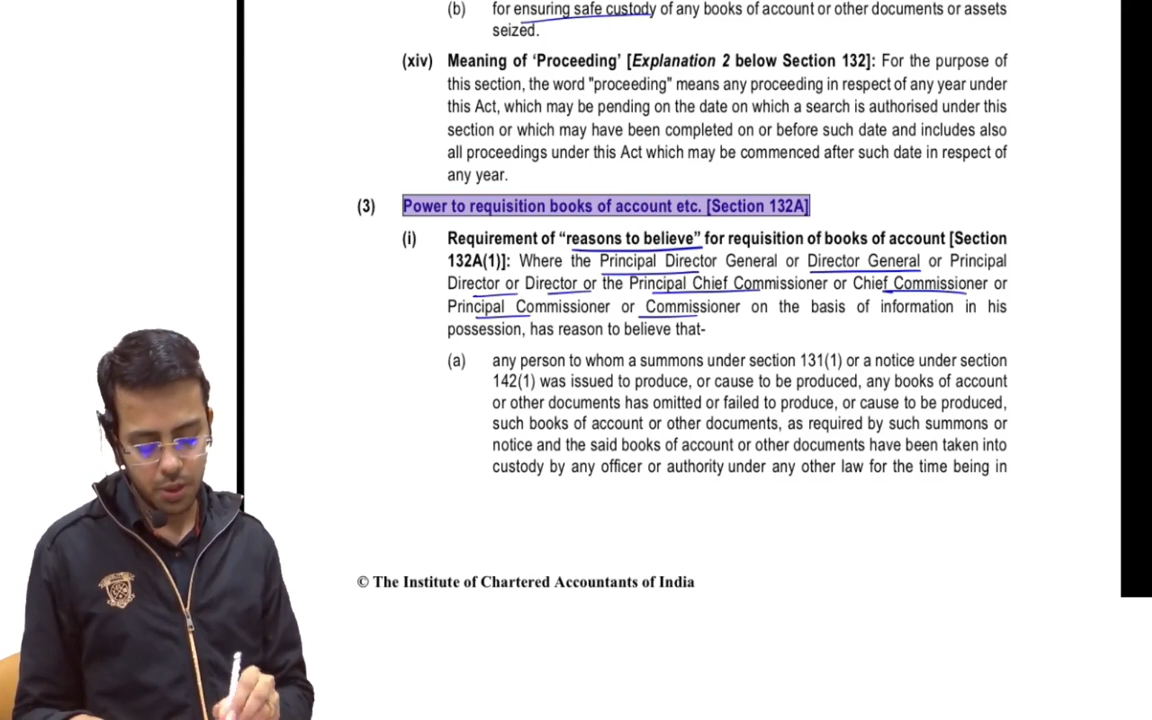 (b) for ensuring safe custody of any books of account or other documents or assets
seized.
(xiv) Meaning of ‘Proceeding’ [Explanation 2 below Section 132]: For the purpose of
this section, the word "proceeding" means any proceeding in respect of any year under
this Act, which may be pending on the date on which a search is authorised under this
section or which may have been completed on or before such date and includes also
all proceedings under this Act which may be commenced after such date in respect of
any year.
(3) Power to requisition books of account etc. [Section 132A]
(i) Requirement of “reasons to believe” for requisition of books of account [Section
132A(1)]: Where the Principal Director General or Director General or Principal
Director or Director or the Principal Chief Commissioner or Chief Commissioner or
Principal Commissioner or Commissioner on the basis of information in his
possession, has reason to believe that-
(a) any person to whom a summons under section 131(1) or a notice under section
142(1) was issued to produce, or cause to be produced, any books of account
or other documents has omitted or failed to produce, or cause to be produced,
such books of account or other documents, as required by such summons or
notice and the said books of account or other documents have been taken into
custody by any officer or authority under any other law for the time being in
© The Institute of Chartered Accountants of India